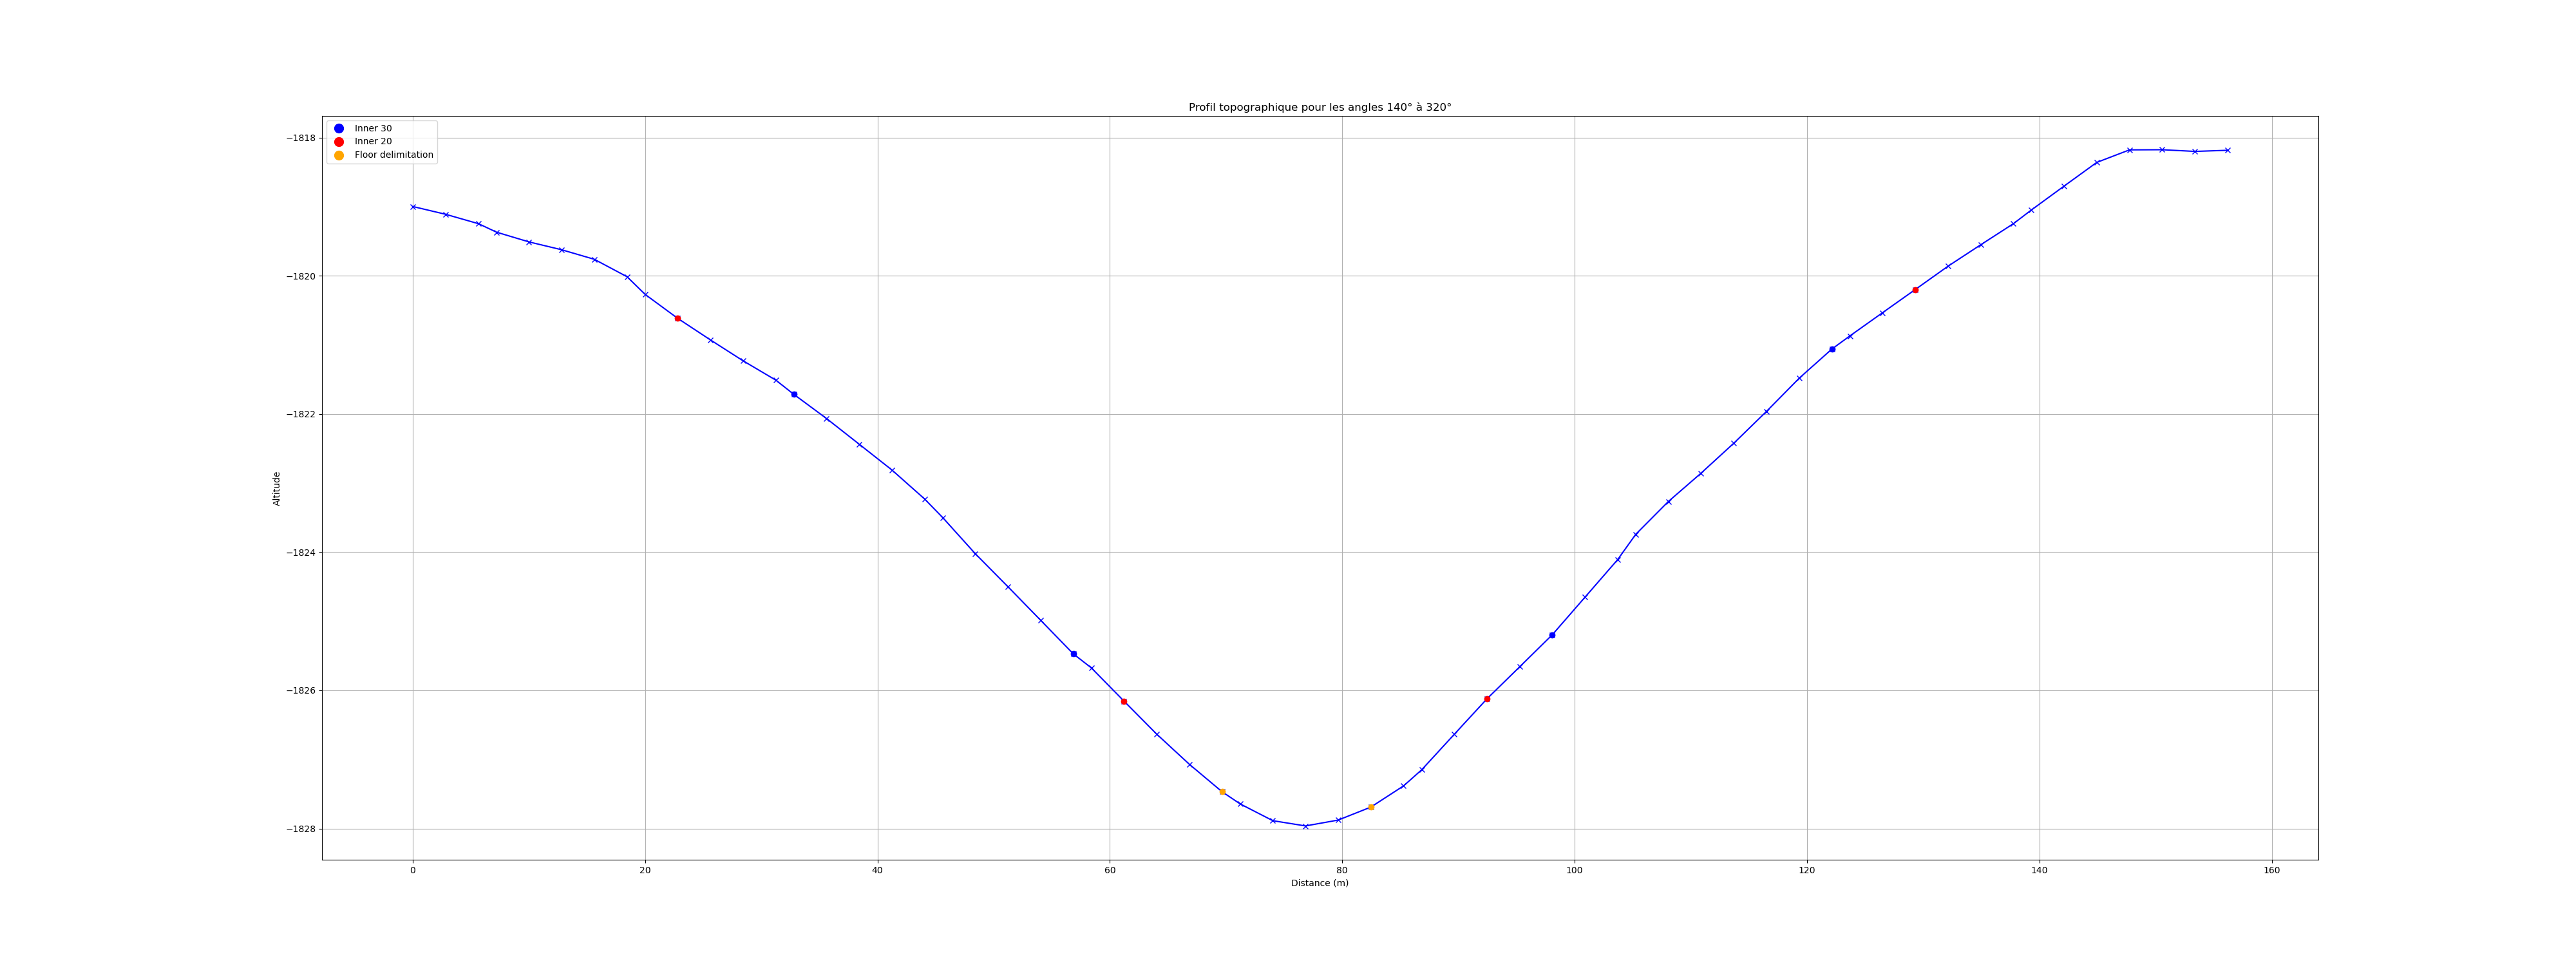 Profil topographique pour les angles 140° à 320°
Inner 30
Inner 20
Floor delimitation
−1818
−1820
−1822
−1824
−1826
−1828
Altitude
0 20 40 60 80 100 120 140 160
Distance (m)